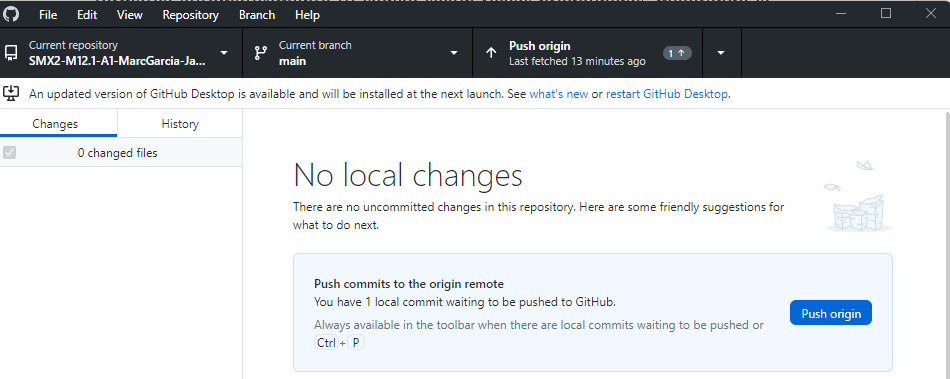 File Edit View Repository Branch Help
Current repository
SMX2-M12.1-A1-MarcGarcia-Ja...
Current branch
main
Push origin
Last fetched 13 minutes ago
1
An updated version of GitHub Desktop is available and will be installed at the next launch. See what's new or restart GitHub Desktop.
Changes
History
0 changed files
No local changes
There are no uncommitted changes in this repository. Here are some friendly suggestions for
what to do next.
Push commits to the origin remote
You have 1 local commit waiting to be pushed to GitHub.
Always available in the toolbar when there are local commits waiting to be pushed or
Ctrl + P
Push origin